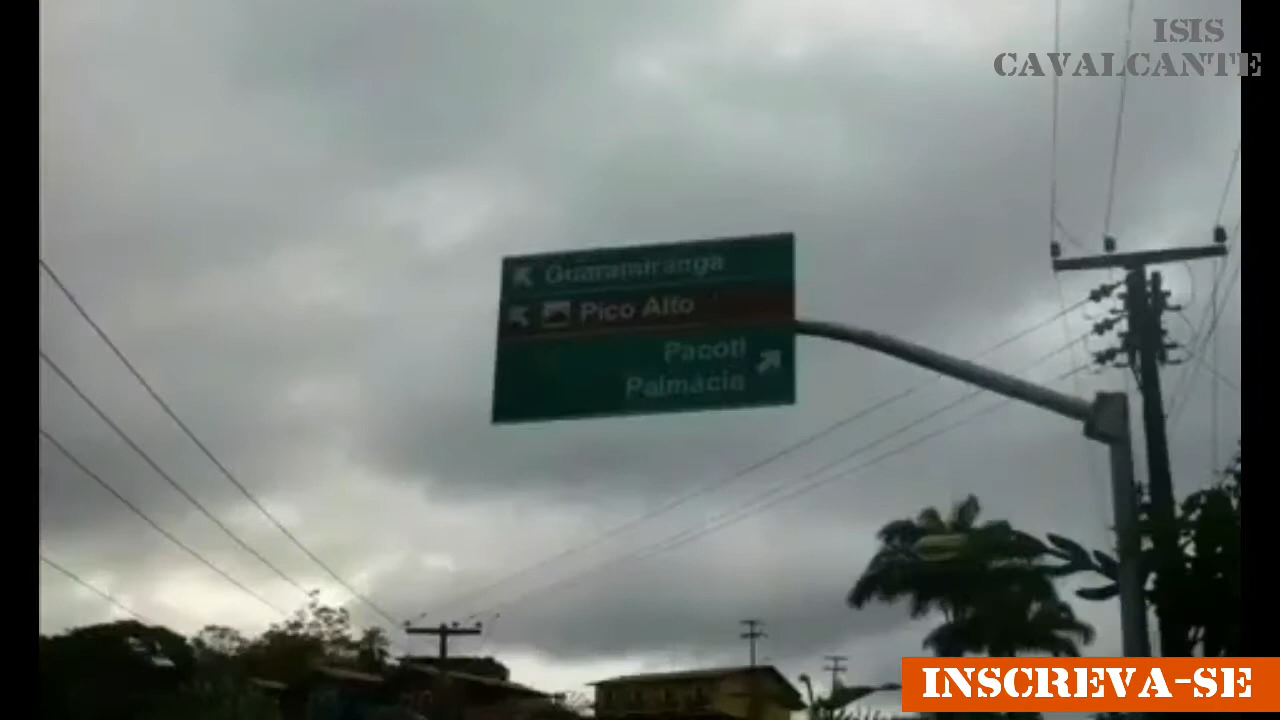 ISIS
CAVALCANTE
Guaramiranga
Pico Alto
Pacoti
Palmácia
INSCREVA-SE